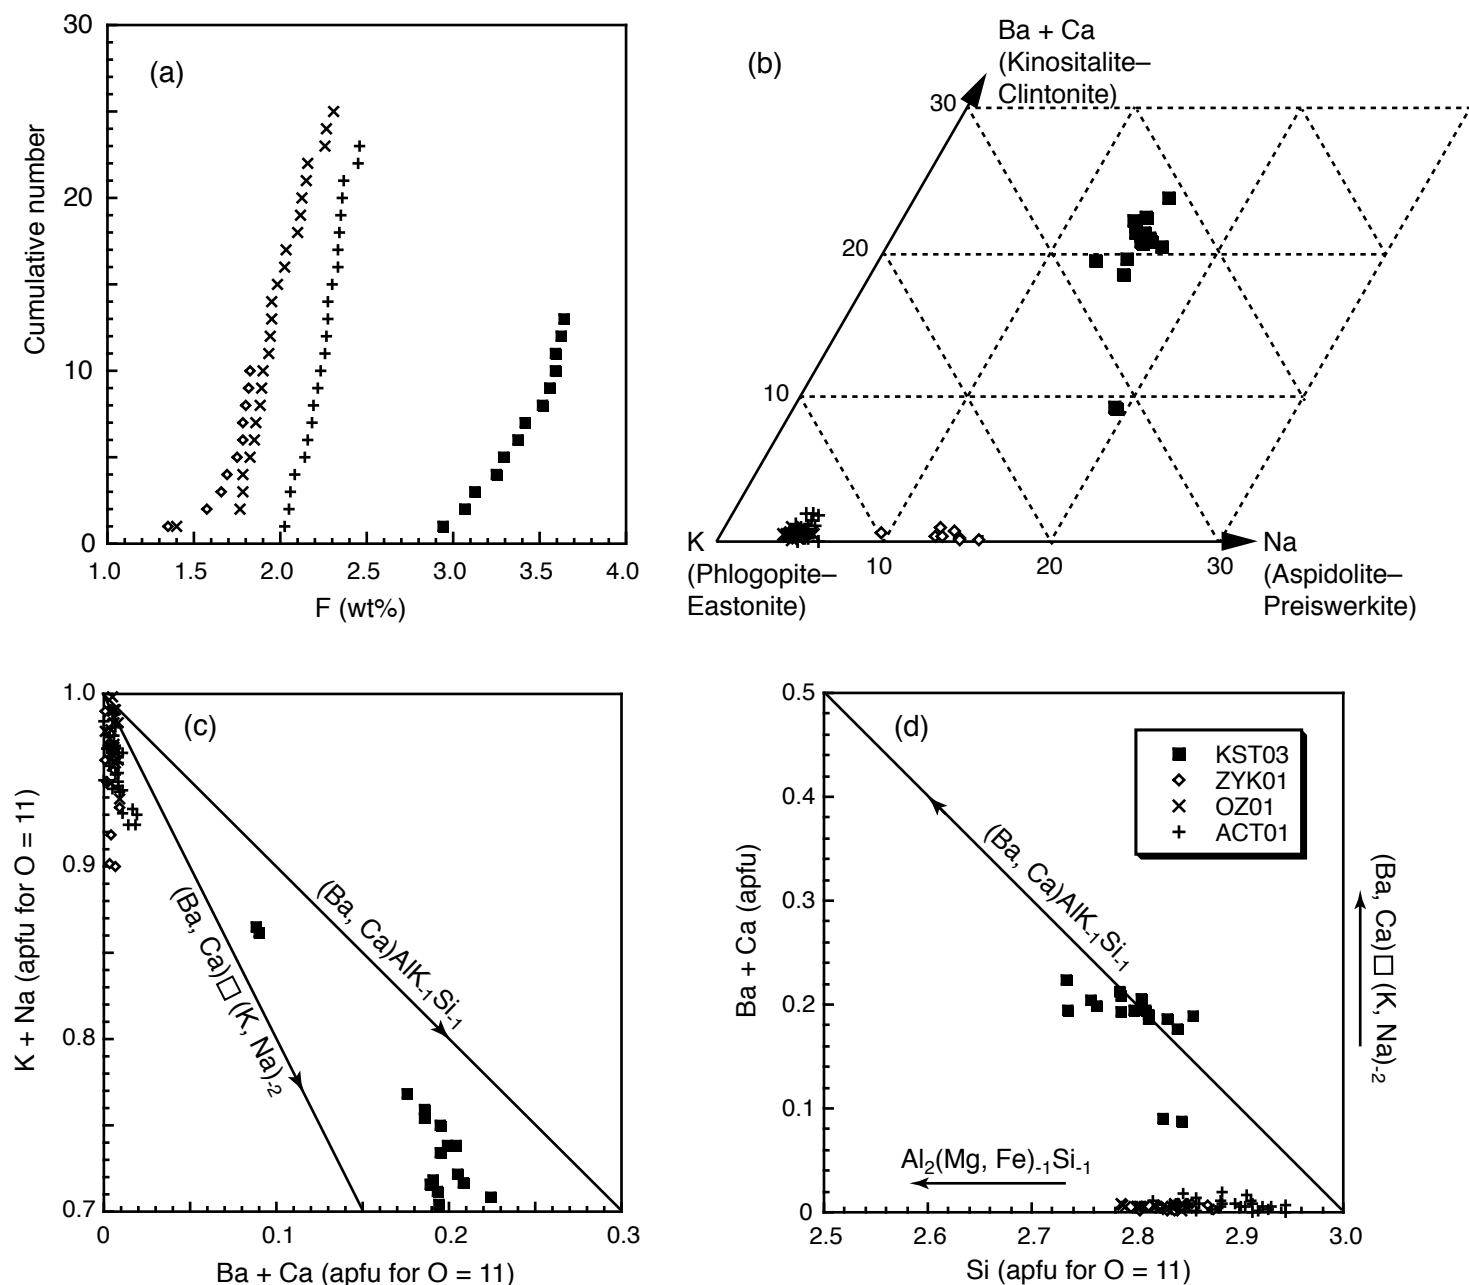 30
(a)
20
10
0
1.0
1.5
2.0
2.5
3.0
3.5
4.0
Cumulative number
F (wt%)
(b)
Ba + Ca
(Kinositalite–
Clintonite)
30
20
10
K
(Phlogopite–
Eastonite)
10
20
30
Na
(Aspidolite–
Preiswerkite)
1.0
(c)
0.9
0.8
0.7
0
0.1
0.2
0.3
K + Na (apfu for O = 11)
Ba + Ca (apfu for O = 11)
(Ba, Ca)AlK-1Si-1
(Ba, Ca)□(K, Na)-2
0.5
(d)
0.4
0.3
0.2
0.1
0
2.5
2.6
2.7
2.8
2.9
3.0
Ba + Ca (apfu)
Si (apfu for O = 11)
KST03
ZYK01
OZ01
ACT01
(Ba, Ca)AlK-1Si-1
Al2(Mg, Fe)-1Si-1
(Ba, Ca)□(K, Na)-2